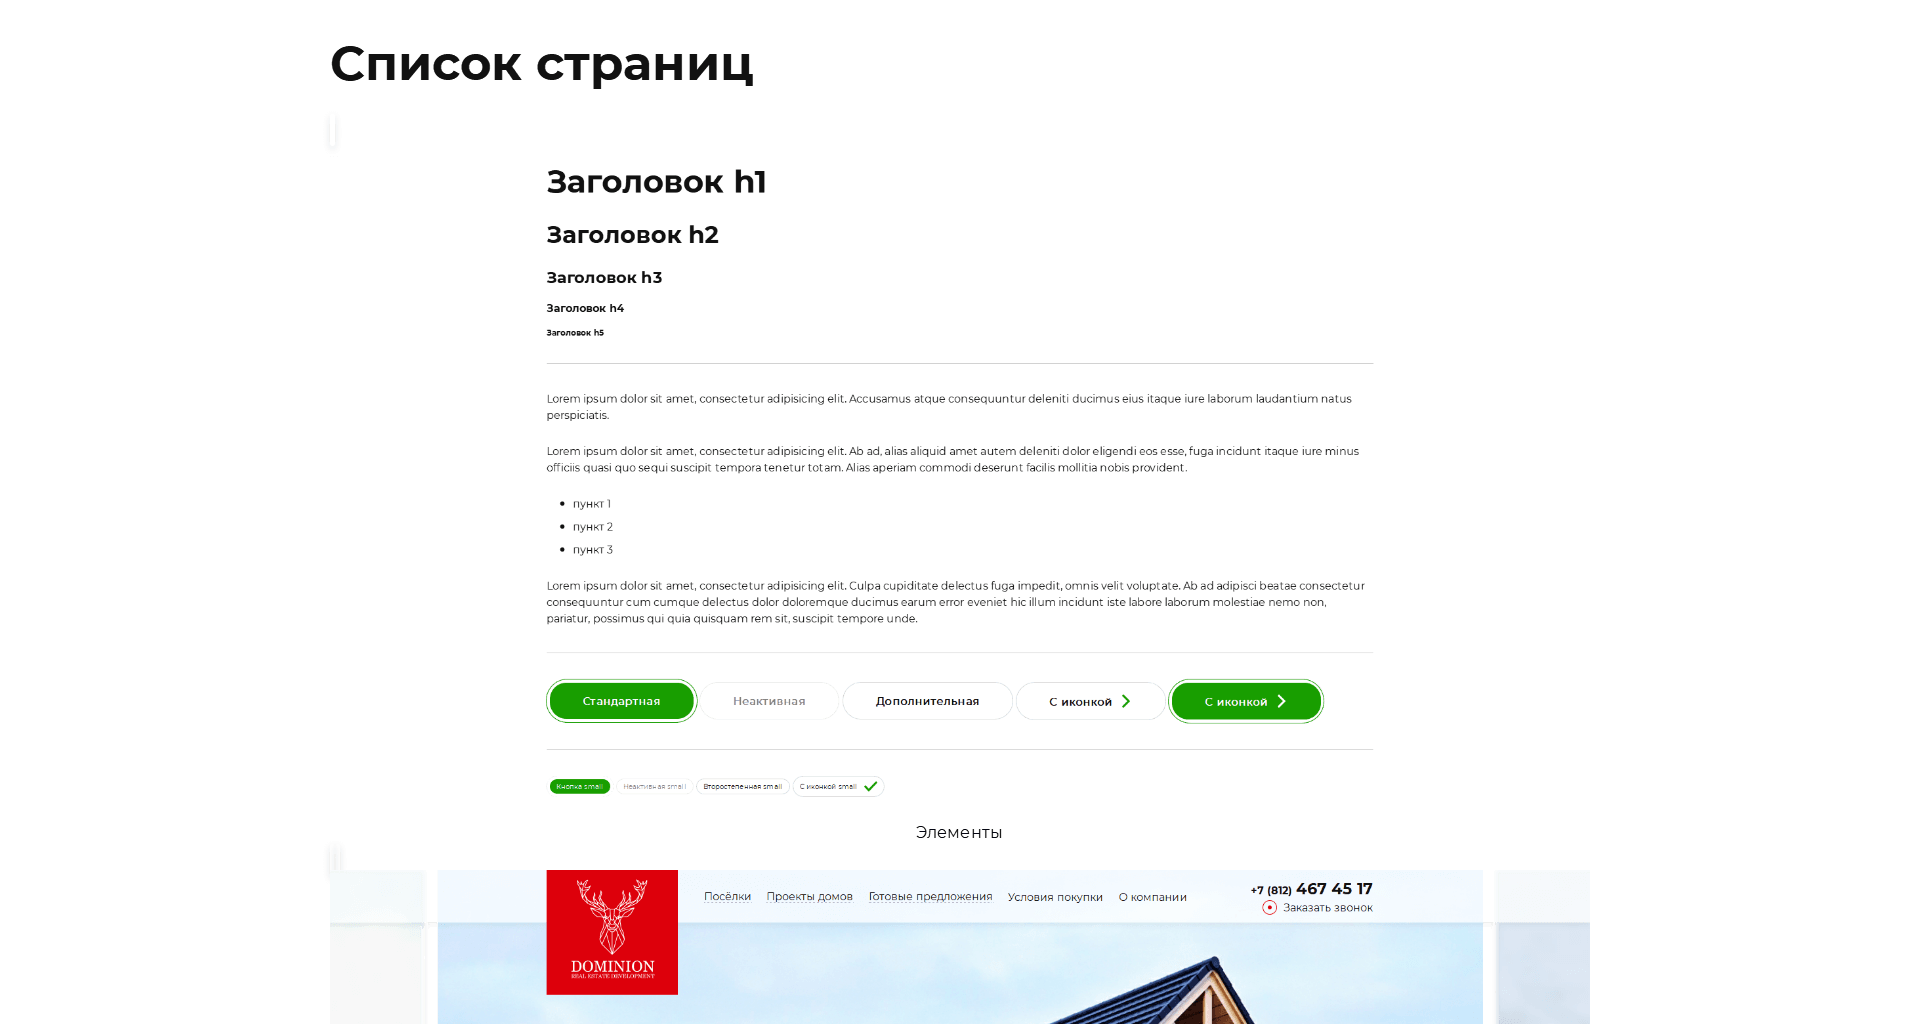 Список страниц
Заголовок h1
Заголовок h2
Заголовок h3
Заголовок h4
Заголовок h5
Lorem ipsum dolor sit amet, consectetur adipisicing elit. Accusamus atque consequuntur deleniti ducimus eius itaque iure laborum laudantium natus
perspiciatis.
Lorem ipsum dolor sit amet, consectetur adipisicing elit. Ab ad, alias aliquid amet autem deleniti dolor eligendi eos esse, fuga incidunt itaque iure minus
officiis quasi quo sequi suscipit tempora tenetur totam. Alias aperiam commodi deserunt facilis mollitia nobis provident.
пункт 1
пункт 2
пункт 3
Lorem ipsum dolor sit amet, consectetur adipisicing elit. Culpa cupiditate delectus fuga impedit, omnis velit voluptate. Ab ad adipisci beatae consectetur
consequuntur cum cumque delectus dolor doloremque ducimus earum error eveniet hic illum incidunt iste labore laborum molestiae nemo non,
pariatur, possimus qui quia quisquam rem sit, suscipit tempore unde.
Стандартная Неактивная Дополнительная С иконкой С иконкой
Кнопка small Неактивная small Второстепенная small С иконкой small
Элементы
Посёлки Проекты домов Готовые предложения Условия покупки О компании +7 (812) 467 45 17
Заказать звонок
DOMINION
REAL ESTATE DEVELOPMENT